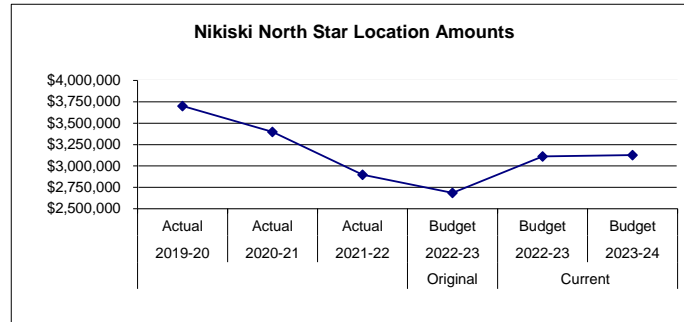 Nikiski North Star Location Amounts
$4,000,000
$3,750,000
$3,500,000
$3,250,000
$3,000,000
$2,750,000
$2,500,000
Actual Actual Actual Budget Budget Budget
2019-20 2020-21 2021-22 2022-23 2022-23 2023-24
Original Current